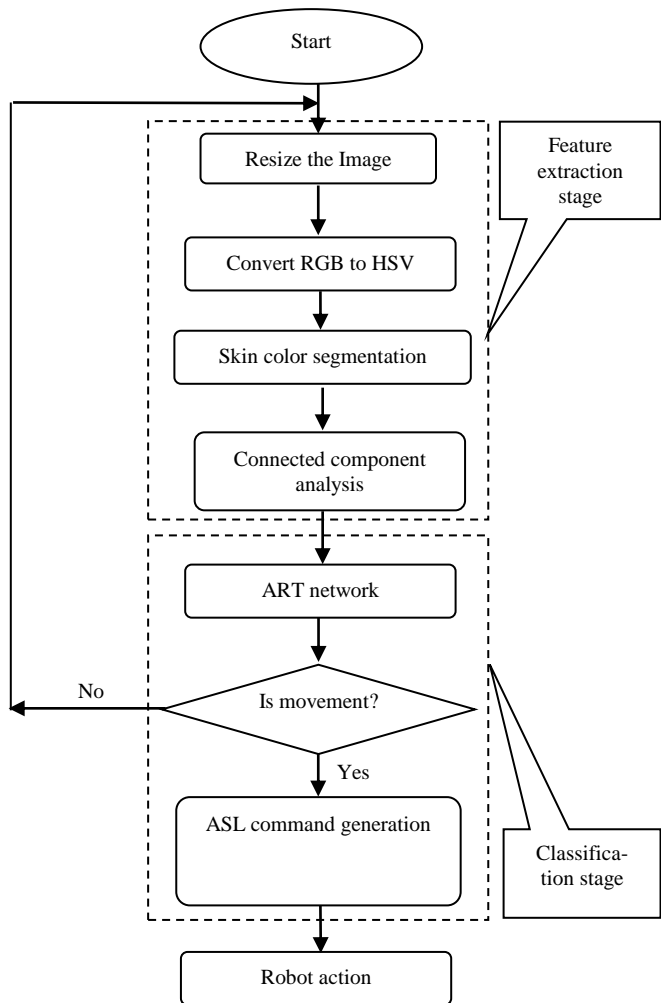 Start
Resize the Image
Feature
extraction
stage
Convert RGB to HSV
Skin color segmentation
Connected component
analysis
ART network
No
Is movement?
Yes
ASL command generation
Classifica-
tion stage
Robot action